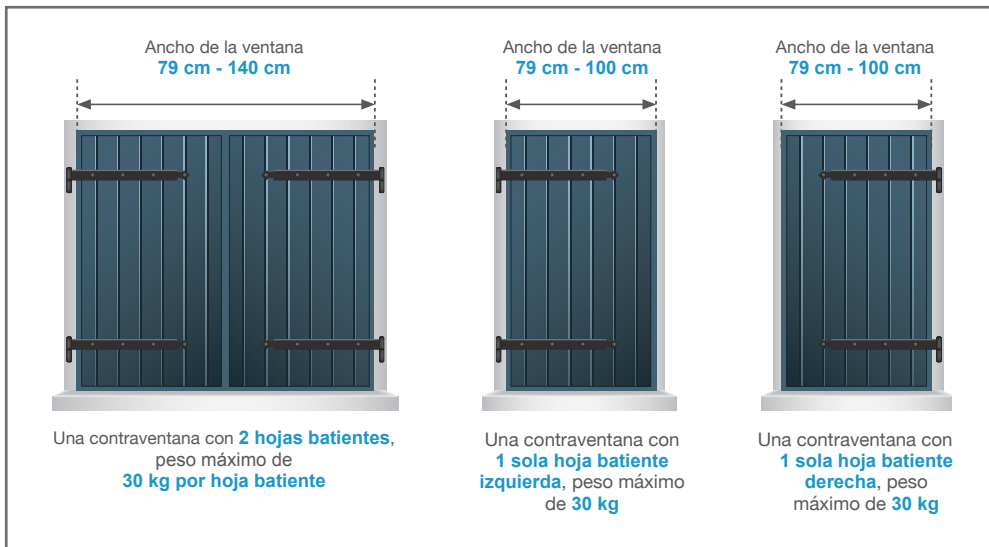 Ancho de la ventana
79 cm - 140 cm
Una contraventana con 2 hojas batientes,
peso máximo de
30 kg por hoja batiente
Ancho de la ventana
79 cm - 100 cm
Una contraventana con
1 sola hoja batiente
izquierda, peso máximo
de 30 kg
Ancho de la ventana
79 cm - 100 cm
Una contraventana con
1 sola hoja batiente
derecha, peso
máximo de 30 kg